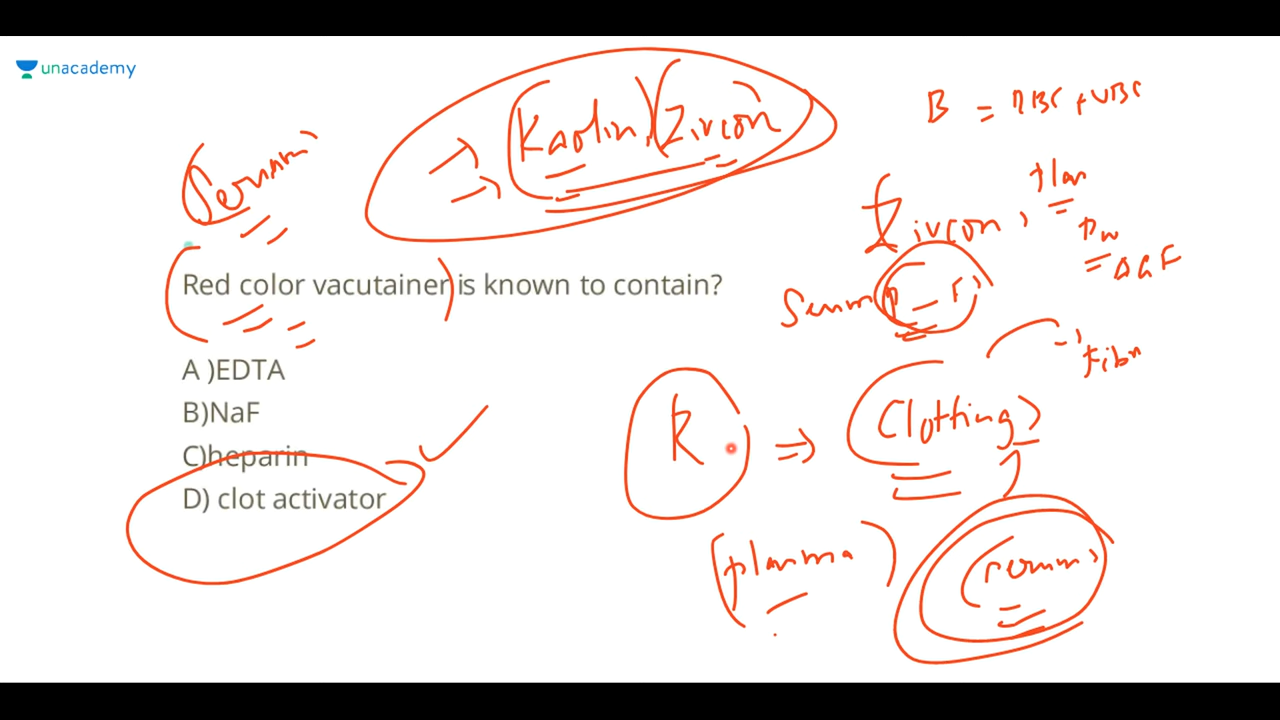 unacademy
Kaolin, Zircon
B = RBC + WBC
Serum
Zircon,
Red color vacutainer is known to contain?
Serum
A )EDTA
B)NaF
C)heparin
D) clot activator
R ⇒ Clotting
plasma